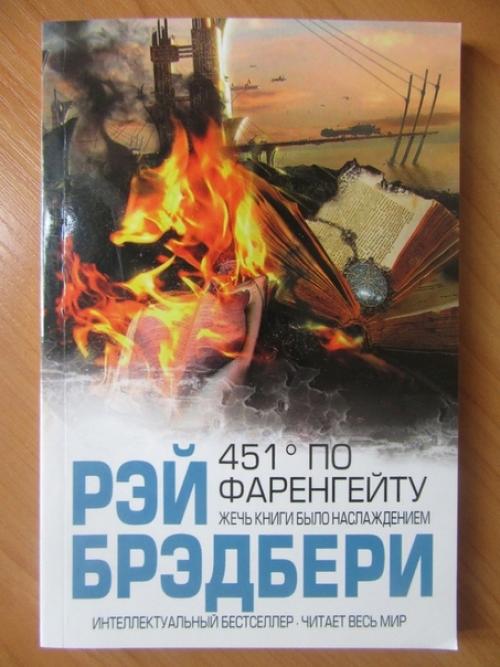 451° ПО
ФАРЕНГЕЙТУ
ЖЕЧЬ КНИГИ БЫЛО НАСЛАЖДЕНИЕМ
РЭЙ
БРЭДБЕРИ
ИНТЕЛЛЕКТУАЛЬНЫЙ БЕСТСЕЛЛЕР · ЧИТАЕТ ВЕСЬ МИР